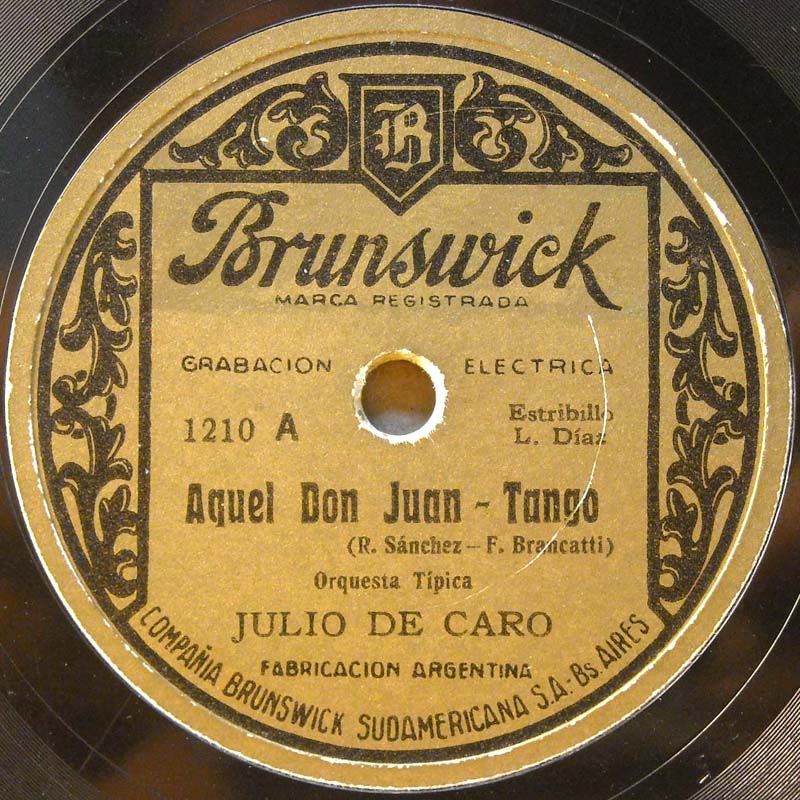 B
Brunswick
MARCA REGISTRADA
GRABACION ELECTRICA
1210 A
Estribillo
L. Díaz
Aquel Don Juan - Tango
(R. Sánchez - F. Brancatti)
Orquesta Típica
JULIO DE CARO
FABRICACION ARGENTINA
COMPAÑIA BRUNSWICK SUDAMERICANA S.A.- Bs. AIRES